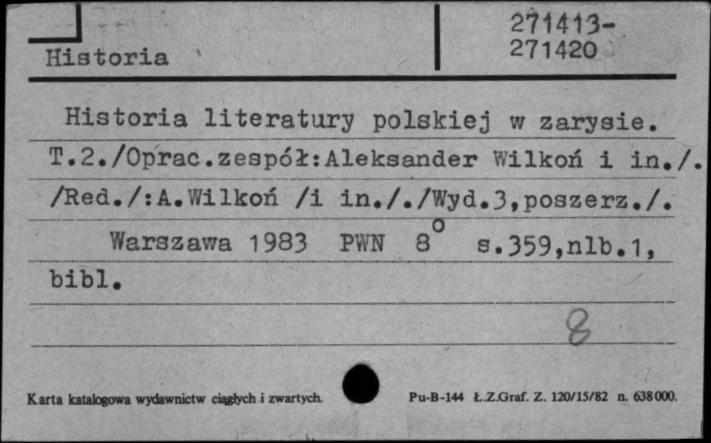 271413-
271420
Historia
Historia literatury polskiej w zarysie.
T.2./Oprac.zespół:Aleksander Wilkoń i in./.
/Red./:A.Wilkoń /i in./.⁠/Wyd.3,poszerz./.
Warszawa 1983 PWN 8° s.359,nlb.1,
bibl.
8
Karta katalogowa wydawnictw ciągłych i zwartych. Pu-B-144 Ł.Z.Graf. Z. 120/15/82 n. 638000.